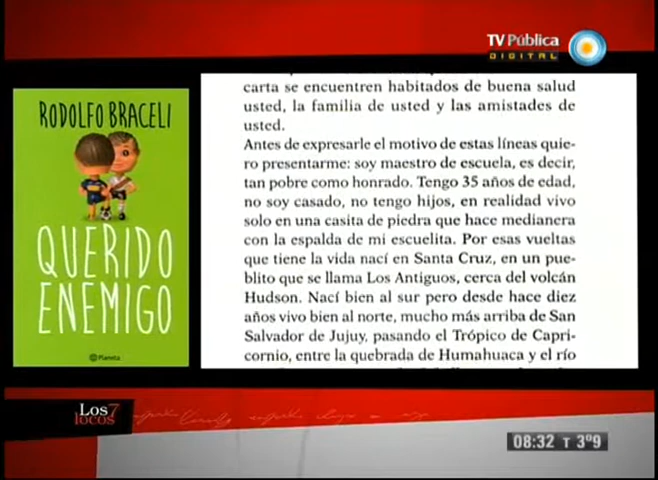 TV Pública
DIGITAL
RODOLFO BRACELI
QUERIDO
ENEMIGO
Planeta
carta se encuentren habitados de buena salud
usted, la familia de usted y las amistades de
usted.
Antes de expresarle el motivo de estas líneas quie-
ro presentarme: soy maestro de escuela, es decir,
tan pobre como honrado. Tengo 35 años de edad,
no soy casado, no tengo hijos, en realidad vivo
solo en una casita de piedra que hace medianera
con la espalda de mi escuelita. Por esas vueltas
que tiene la vida nací en Santa Cruz, en un pue-
blito que se llama Los Antiguos, cerca del volcán
Hudson. Nací bien al sur pero desde hace diez
años vivo bien al norte, mucho más arriba de San
Salvador de Jujuy, pasando el Trópico de Capri-
cornio, entre la quebrada de Humahuaca y el río
Los 7
locos
08:32 T 3º9